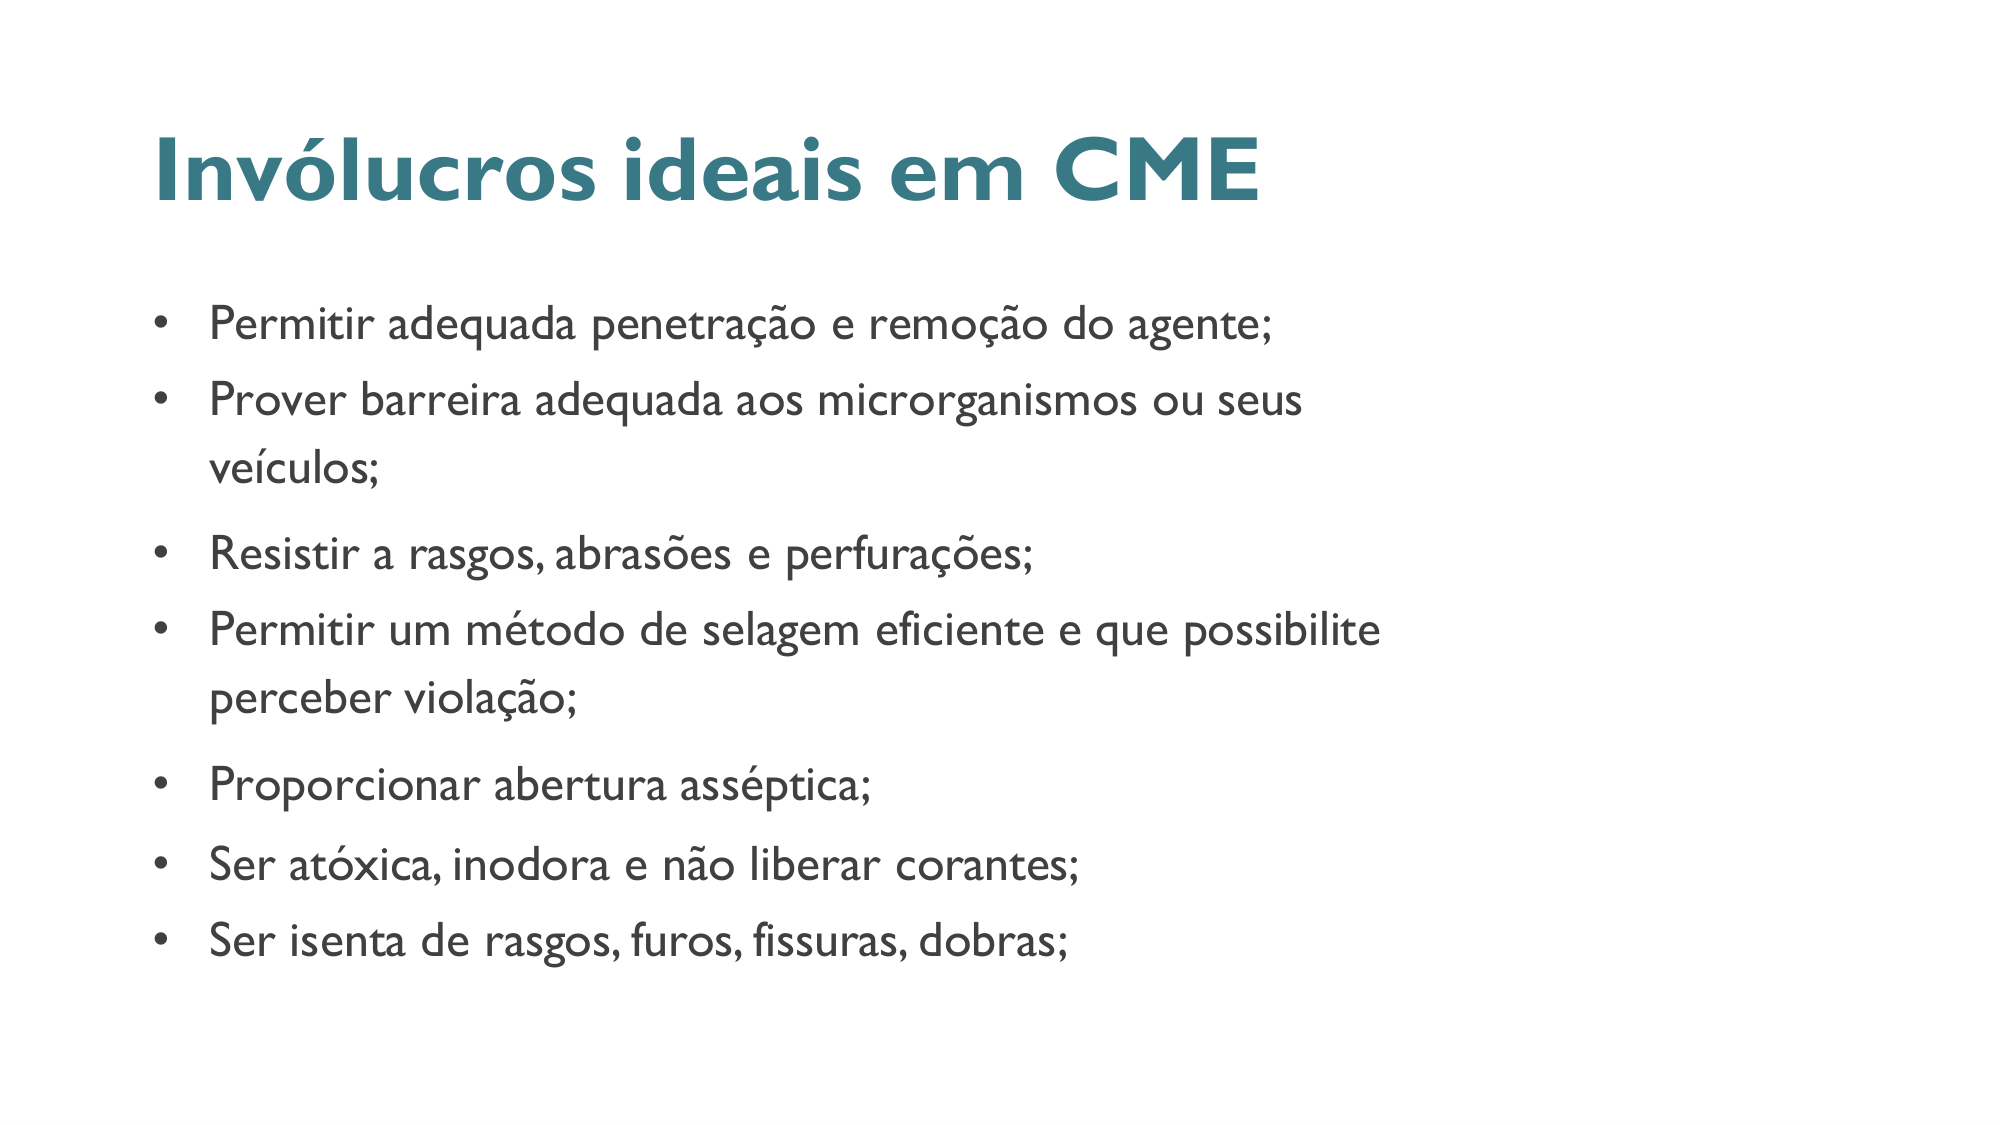 Invólucros ideais em CME
• Permitir adequada penetração e remoção do agente;
• Prover barreira adequada aos microrganismos ou seus
veículos;
• Resistir a rasgos, abrasões e perfurações;
• Permitir um método de selagem eficiente e que possibilite
perceber violação;
• Proporcionar abertura asséptica;
• Ser atóxica, inodora e não liberar corantes;
• Ser isenta de rasgos, furos, fissuras, dobras;